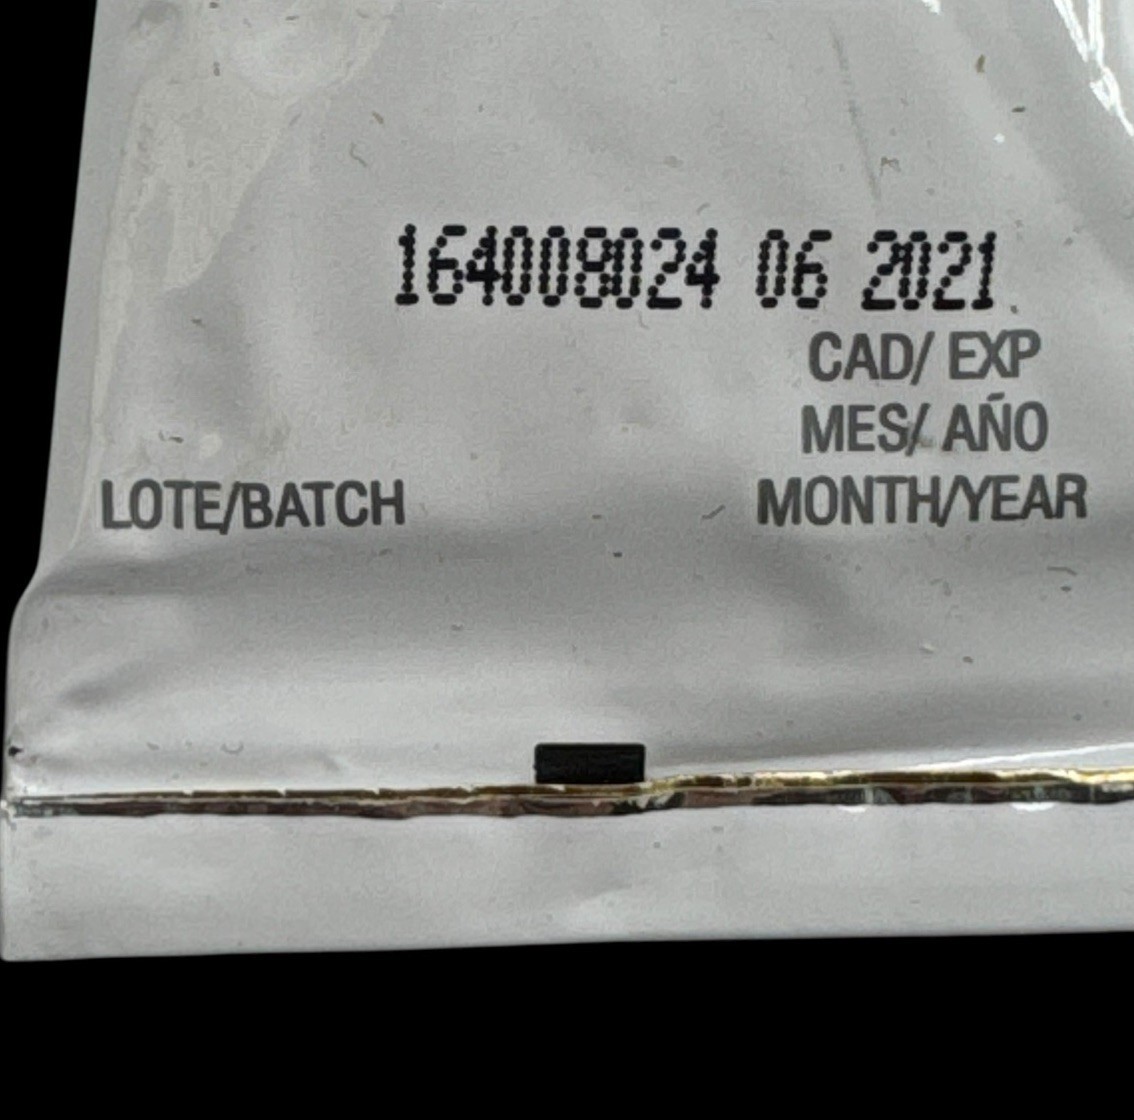 164008024 06 2021
CAD/ EXP
MES/ AÑO
LOTE/BATCH MONTH/YEAR